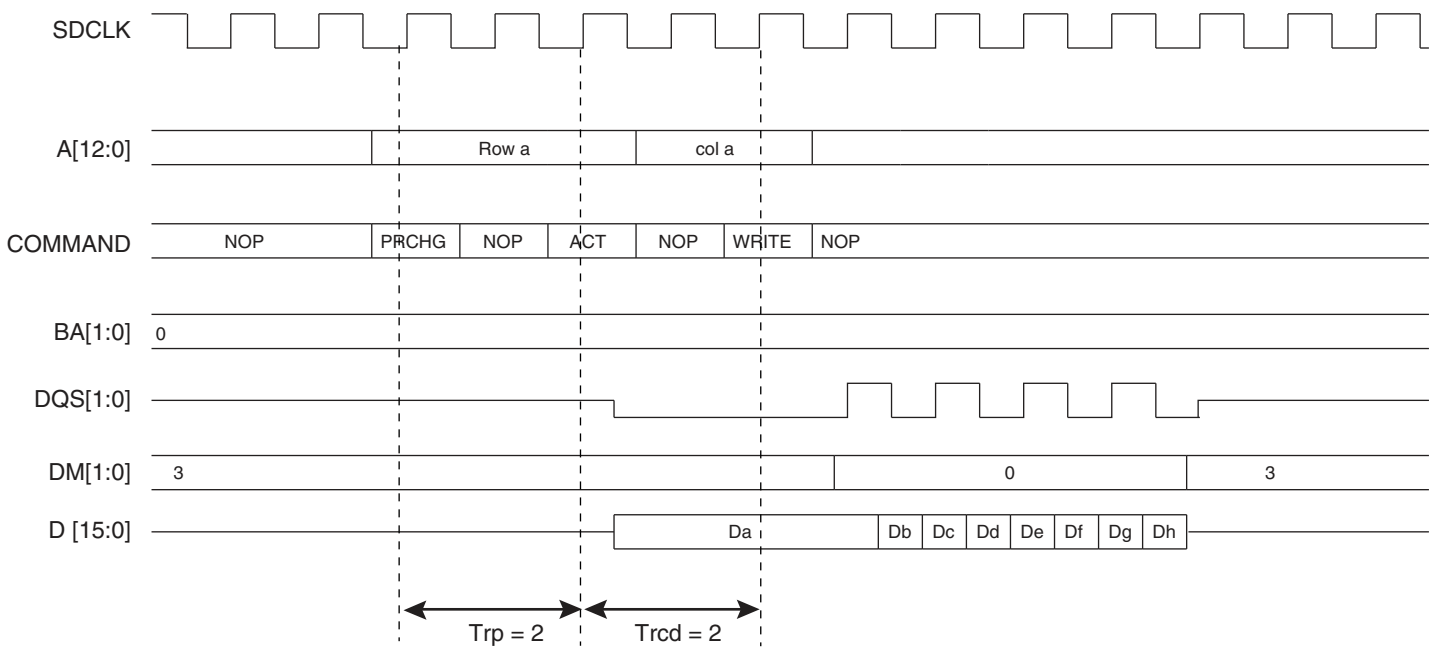 SDCLK
A[12:0] Row a col a
COMMAND NOP PRCHG NOP ACT NOP WRITE NOP
BA[1:0] 0
DQS[1:0]
DM[1:0] 3 0 3
D [15:0] Da Db Dc Dd De Df Dg Dh
Trp = 2 Trcd = 2